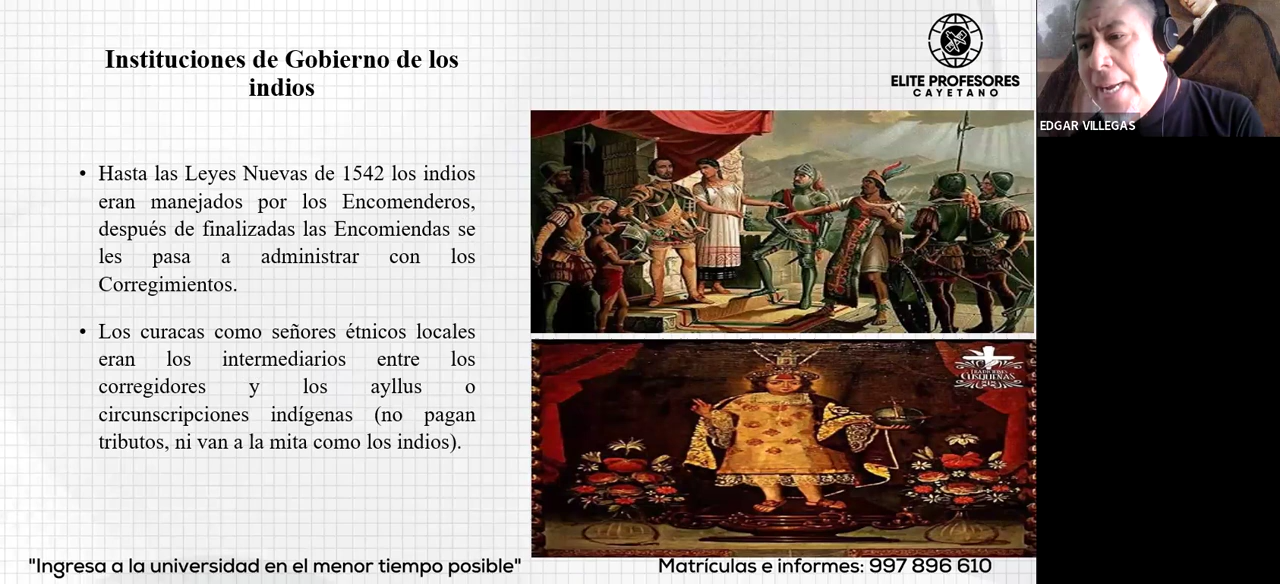 Instituciones de Gobierno de los
indios
ELITE PROFESORES
CAYETANO
EDGAR VILLEGAS
• Hasta las Leyes Nuevas de 1542 los indios
eran manejados por los Encomenderos,
después de finalizadas las Encomiendas se
les pasa a administrar con los
Corregimientos.
• Los curacas como señores étnicos locales
eran los intermediarios entre los
corregidores y los ayllus o
circunscripciones indígenas (no pagan
tributos, ni van a la mita como los indios).
TRADICIONES
CUSQUEÑAS
"Ingresa a la universidad en el menor tiempo posible"
Matrículas e informes: 997 896 610